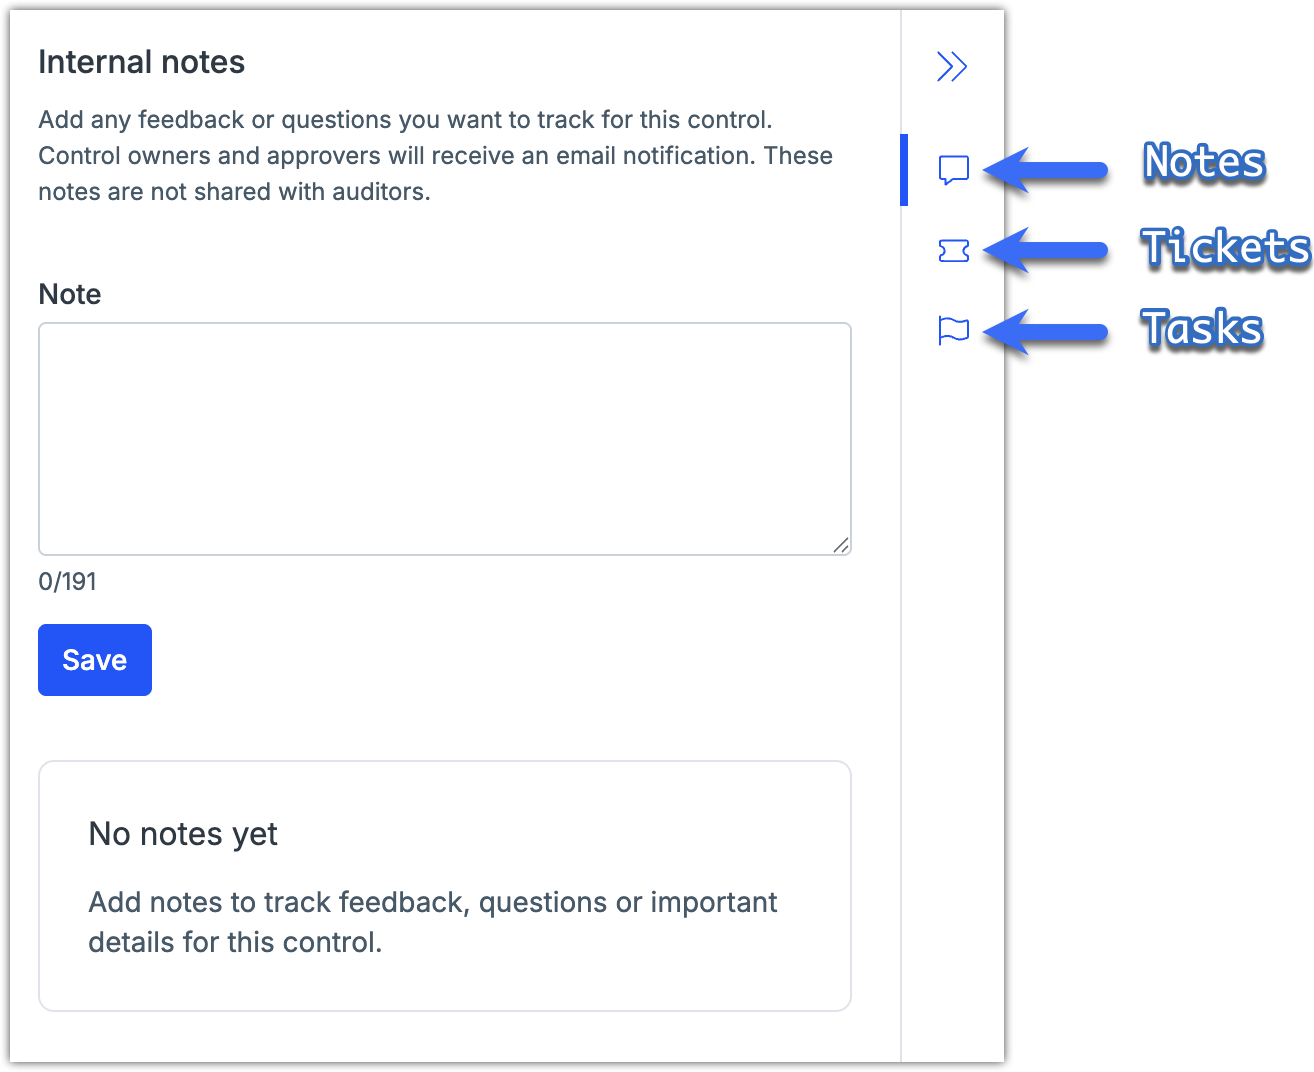 Internal notes
Add any feedback or questions you want to track for this control.
Control owners and approvers will receive an email notification. These
notes are not shared with auditors.
Note
0/191
Save
No notes yet
Add notes to track feedback, questions or important
details for this control.
Notes
Tickets
Tasks